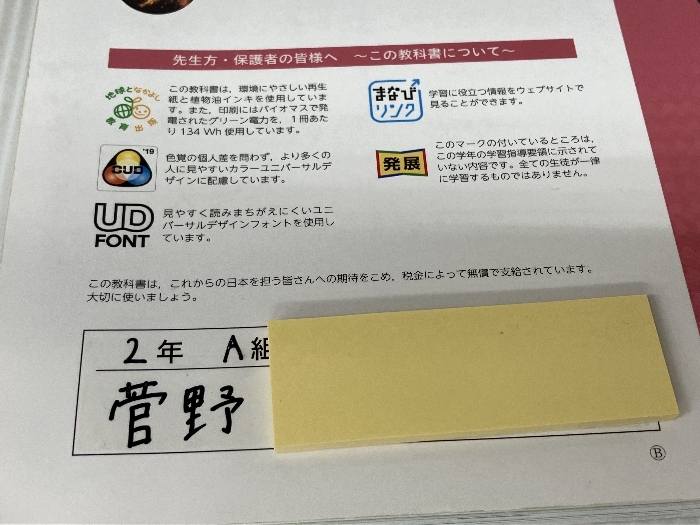 先生方・保護者の皆様へ ～この教科書について～
地球となかよし
教育出版
この教科書は，環境にやさしい再生
紙と植物油インキを使用していま
す。また，印刷にはバイオマスで発
電されたグリーン電力を，1冊あた
り134 Wh使用しています。
'19
CUD
色覚の個人差を問わず，より多くの
人に見やすいカラーユニバーサルデ
ザインに配慮しています。
UD
FONT
見やすく読みまちがえにくいユニ
バーサルデザインフォントを使用し
ています。
まなび
リンク
学習に役立つ情報をウェブサイトで
見ることができます。
発展
このマークの付いているところは，
この学年の学習指導要領に示されて
いない内容です。全ての生徒が一律
に学習するものではありません。
この教科書は，これからの日本を担う皆さんへの期待をこめ，税金によって無償で支給されています。
大切に使いましょう。
2年 A組
菅野
B